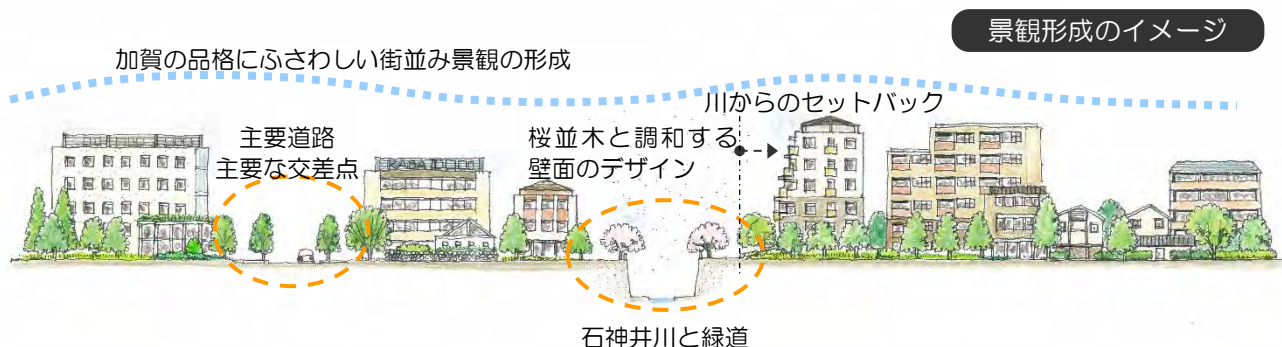 景観形成のイメージ
加賀の品格にふさわしい街並み景観の形成
川からのセットバック
主要道路
主要な交差点
桜並木と調和する
壁面のデザイン
石神井川と緑道